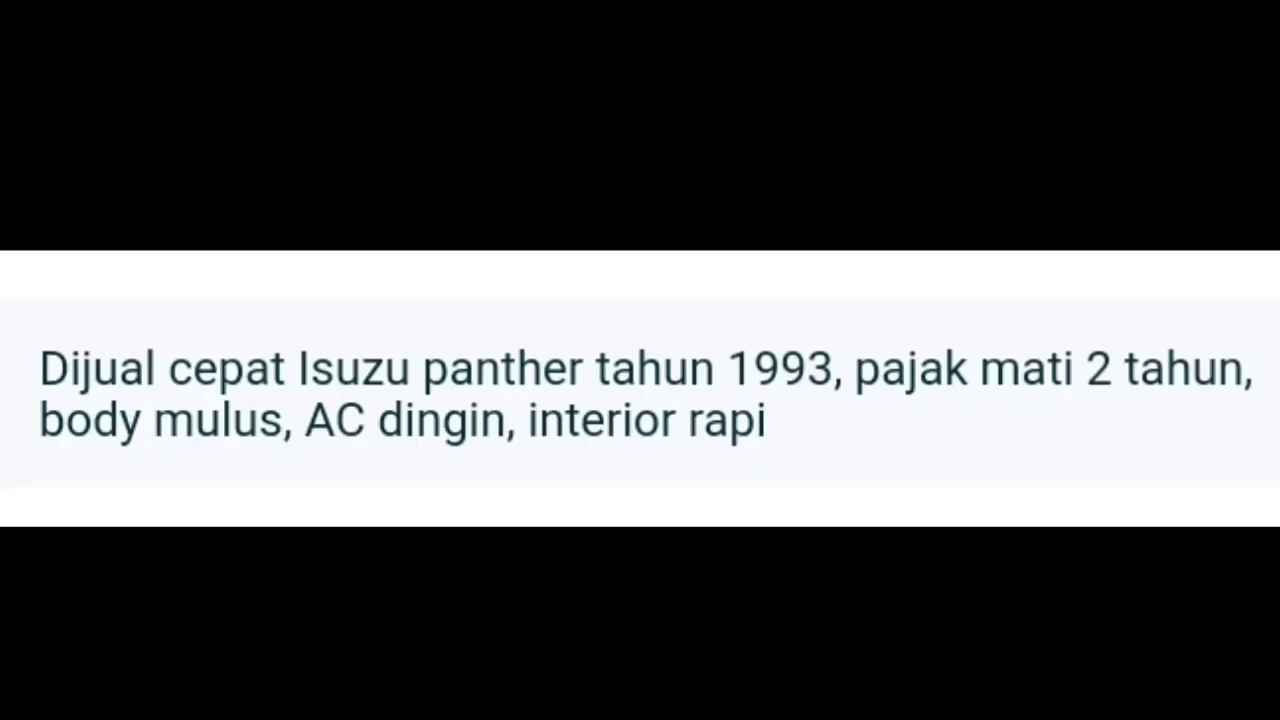 Dijual cepat Isuzu panther tahun 1993, pajak mati 2 tahun,
body mulus, AC dingin, interior rapi